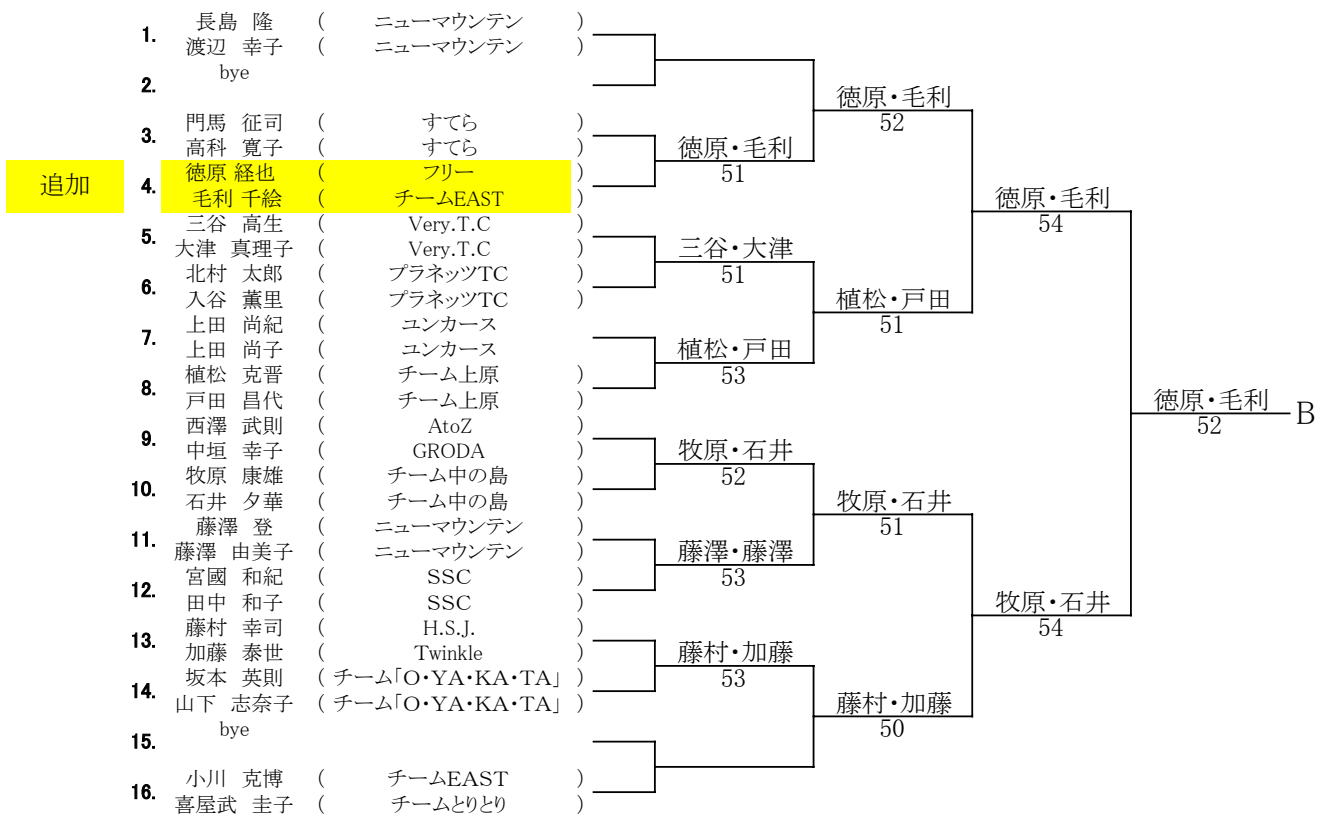 1. 長島 隆 ( ニューマウンテン )
渡辺 幸子 ( ニューマウンテン )
2. bye
3. 門馬 征司 ( すてら )
高科 寛子 ( すてら )
追加 4. 徳原 経也 ( フリー )
毛利 千絵 ( チームEAST )
5. 三谷 高生 ( Very.T.C )
大津 真理子 ( Very.T.C )
6. 北村 太郎 ( プラネッツTC )
入谷 薫里 ( プラネッツTC )
7. 上田 尚紀 ( ユンカース
上田 尚子 ( ユンカース
8. 植松 克晋 ( チーム上原 )
戸田 昌代 ( チーム上原 )
9. 西澤 武則 ( AtoZ )
中垣 幸子 ( GRODA )
10. 牧原 康雄 ( チーム中の島 )
石井 夕華 ( チーム中の島 )
11. 藤澤 登 ( ニューマウンテン )
藤澤 由美子 ( ニューマウンテン )
12. 宮國 和紀 ( SSC )
田中 和子 ( SSC )
13. 藤村 幸司 ( H.S.J. )
加藤 泰世 ( Twinkle )
14. 坂本 英則 ( チーム「O・YA・KA・TA」 )
山下 志奈子 ( チーム「O・YA・KA・TA」 )
15. bye
16. 小川 克博 ( チームEAST )
喜屋武 圭子 ( チームとりとり )
徳原・毛利
51
三谷・大津
51
植松・戸田
53
牧原・石井
52
藤澤・藤澤
53
藤村・加藤
53
徳原・毛利
52
植松・戸田
51
牧原・石井
51
藤村・加藤
50
徳原・毛利
54
牧原・石井
54
徳原・毛利
52
B